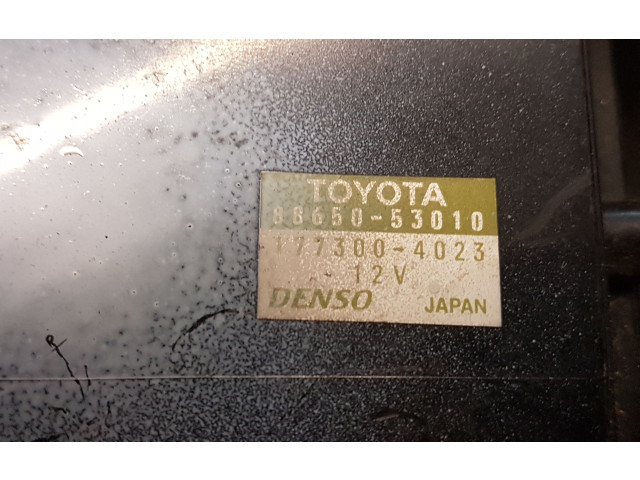 TOYOTA
88650-53010
177300-4023
12V
DENSO JAPAN